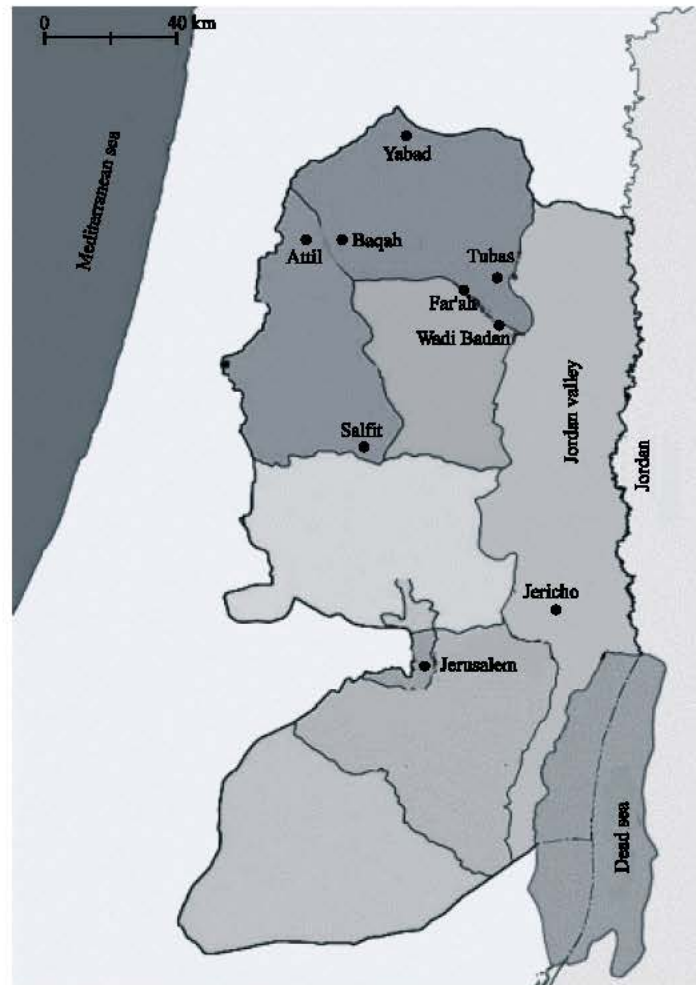 0 40 km
Mediterranean sea
Yabad
Attil
Baqah
Tubas
Far'ah
Wadi Badan
Salfit
Jordan valley
Jordan
Jericho
Jerusalem
Dead sea